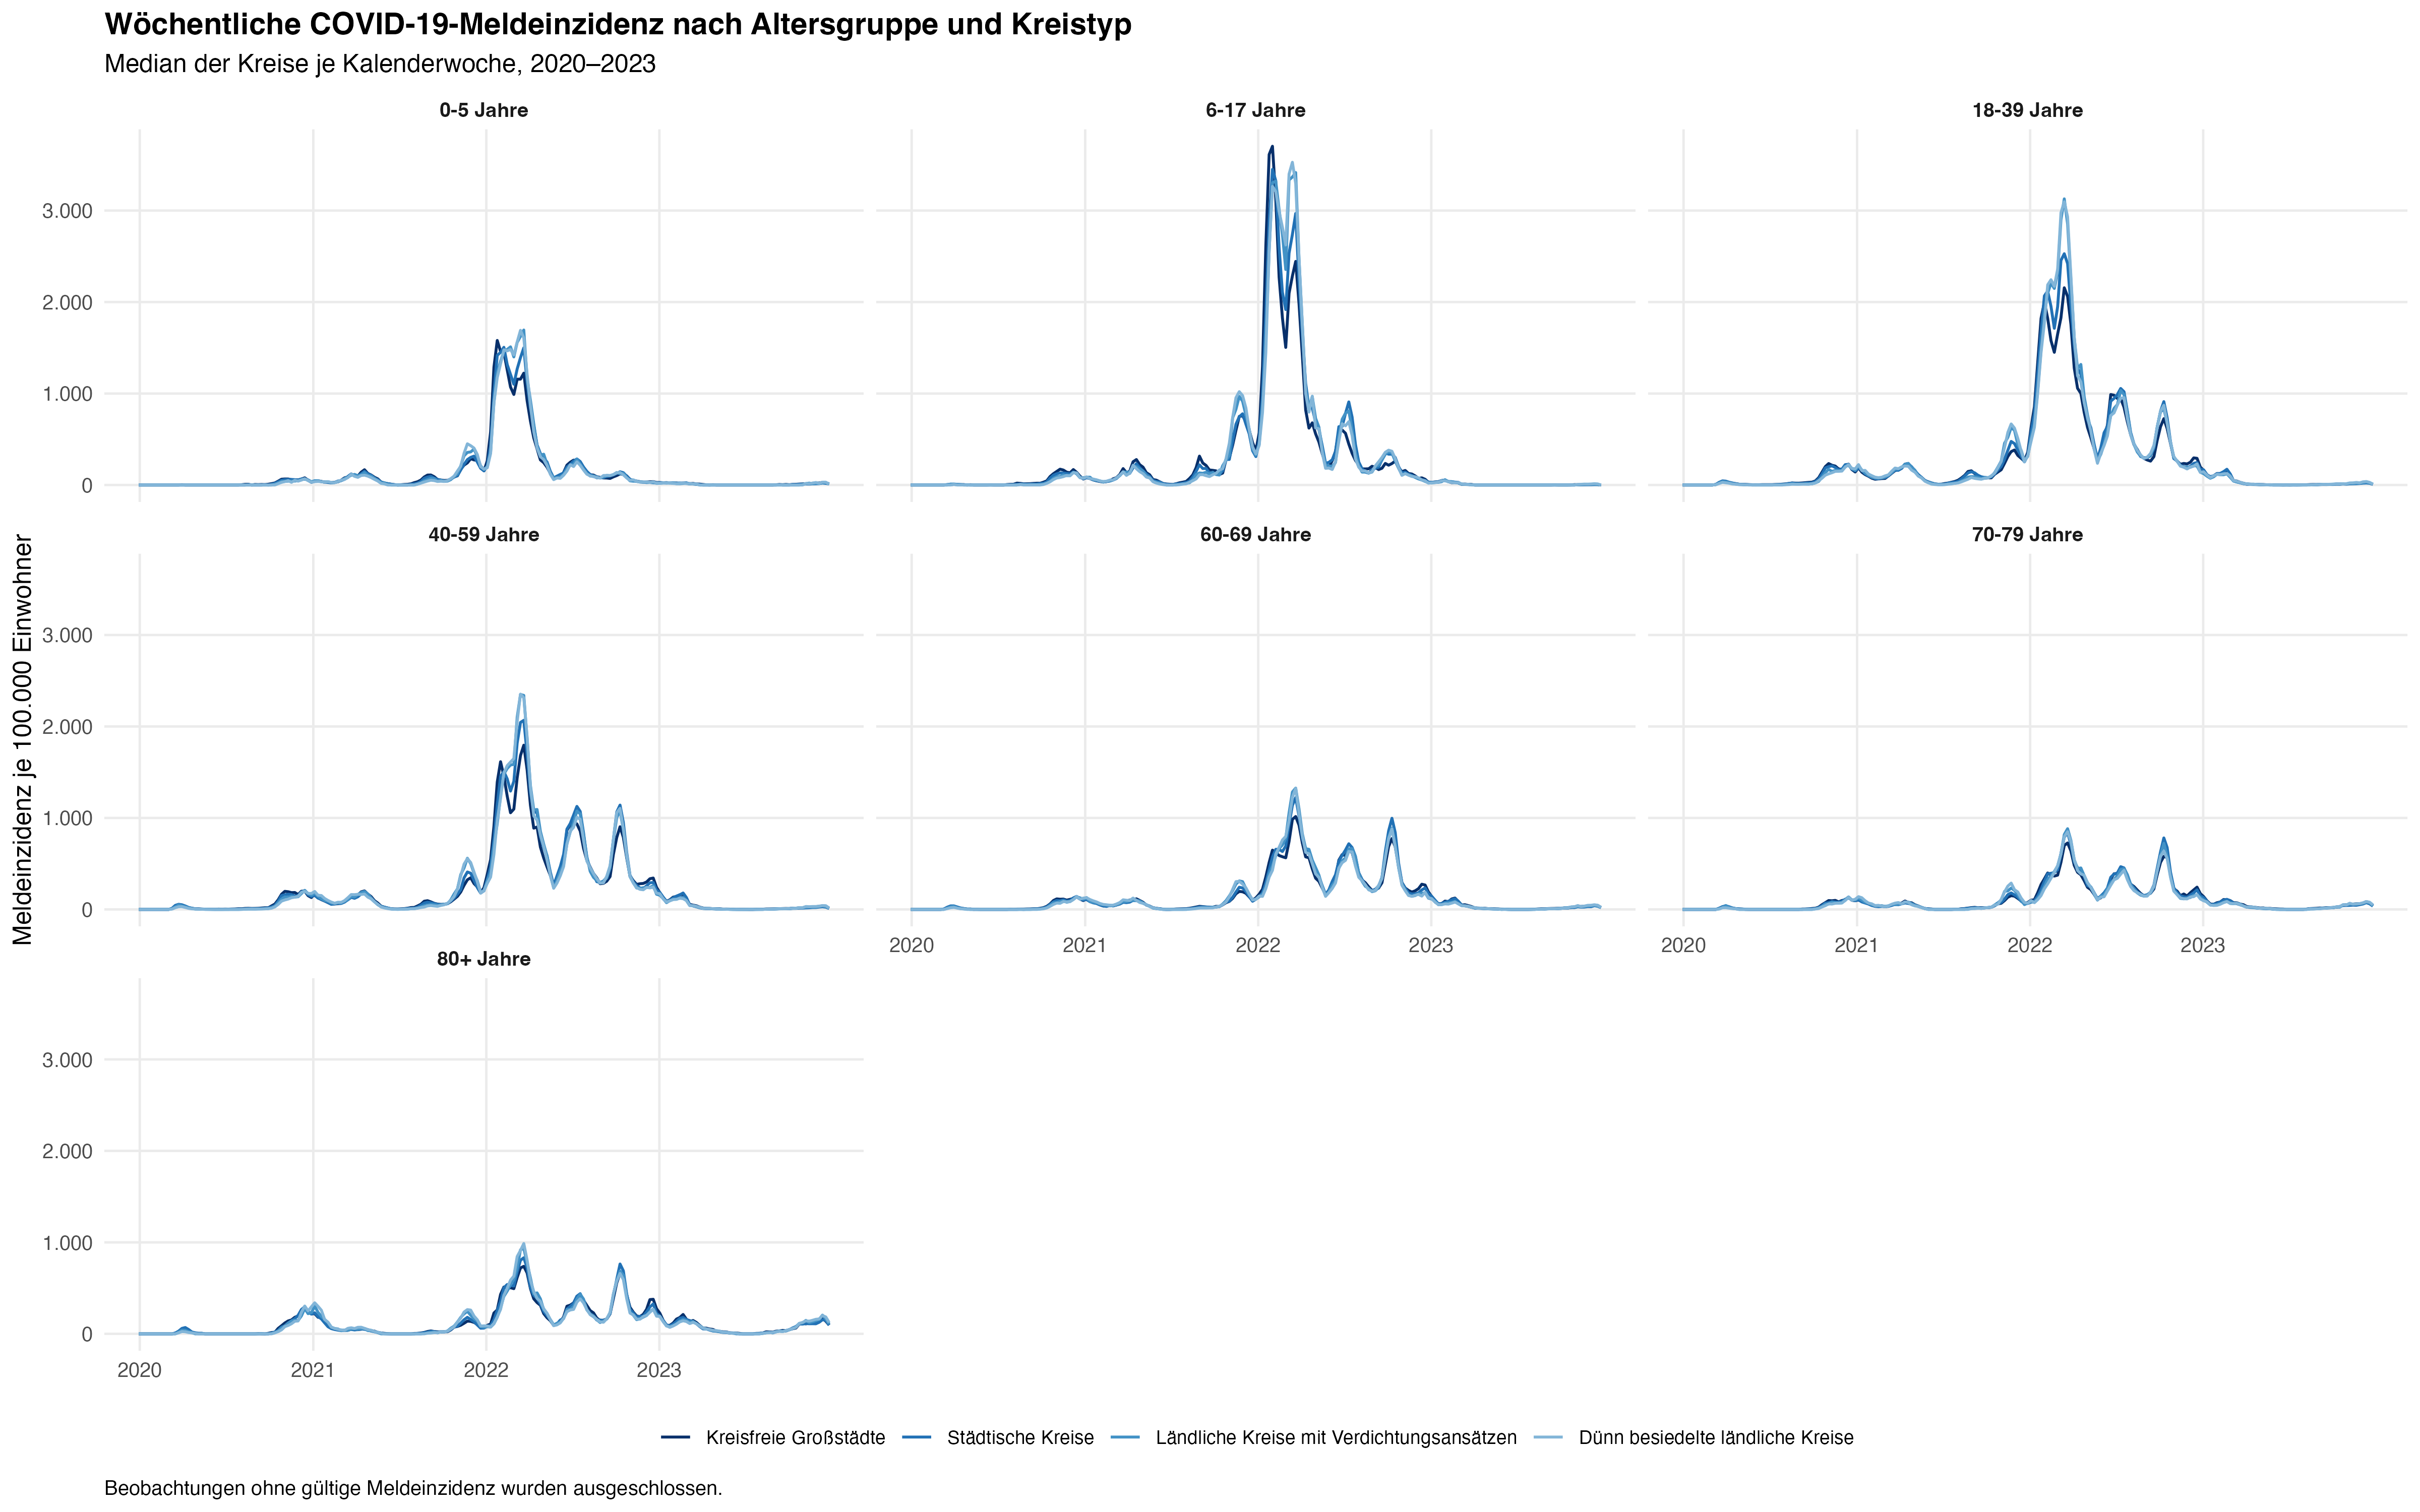 Wöchentliche COVID-19-Meldeinzidenz nach Altersgruppe und Kreistyp
Median der Kreise je Kalenderwoche, 2020–2023
0-5 Jahre
6-17 Jahre
18-39 Jahre
3.000
2.000
1.000
0
40-59 Jahre
60-69 Jahre
70-79 Jahre
Meldeinzidenz je 100.000 Einwohner
3.000
2.000
1.000
0
2020 2021 2022 2023
2020 2021 2022 2023
80+ Jahre
3.000
2.000
1.000
0
2020 2021 2022 2023
Kreisfreie Großstädte Städtische Kreise Ländliche Kreise mit Verdichtungsansätzen Dünn besiedelte ländliche Kreise
Beobachtungen ohne gültige Meldeinzidenz wurden ausgeschlossen.